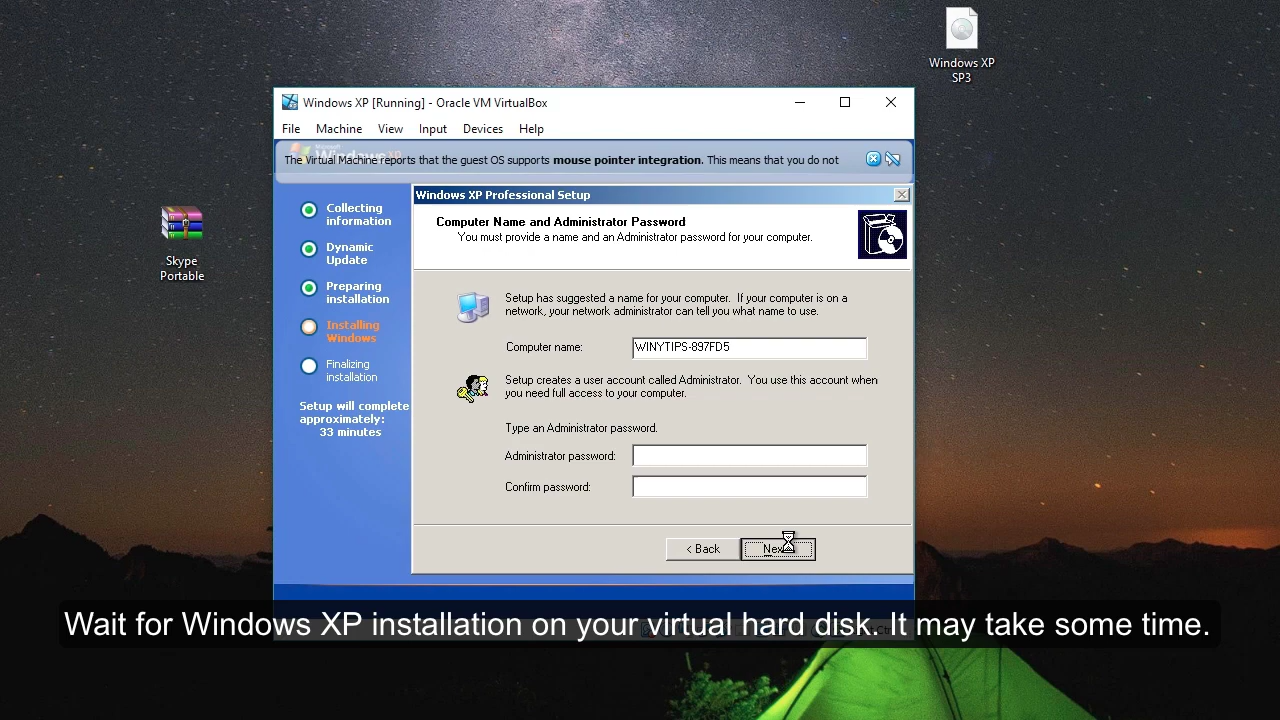 Windows XP
SP3
Windows XP [Running] - Oracle VM VirtualBox
File Machine View Input Devices Help
The Virtual Machine reports that the guest OS supports mouse pointer integration. This means that you do not
Skype
Portable
Collecting
information
Dynamic
Update
Preparing
installation
Installing
Windows
Finalizing
installation
Setup will complete
approximately:
33 minutes
Windows XP Professional Setup
Computer Name and Administrator Password
You must provide a name and an Administrator password for your computer.
Setup has suggested a name for your computer. If your computer is on a
network, your network administrator can tell you what name to use.
Computer name: WINYTIPS-897FD5
Setup creates a user account called Administrator. You use this account when
you need full access to your computer.
Type an Administrator password.
Administrator password:
Confirm password:
< Back
Wait for Windows XP installation on your virtual hard disk. It may take some time.